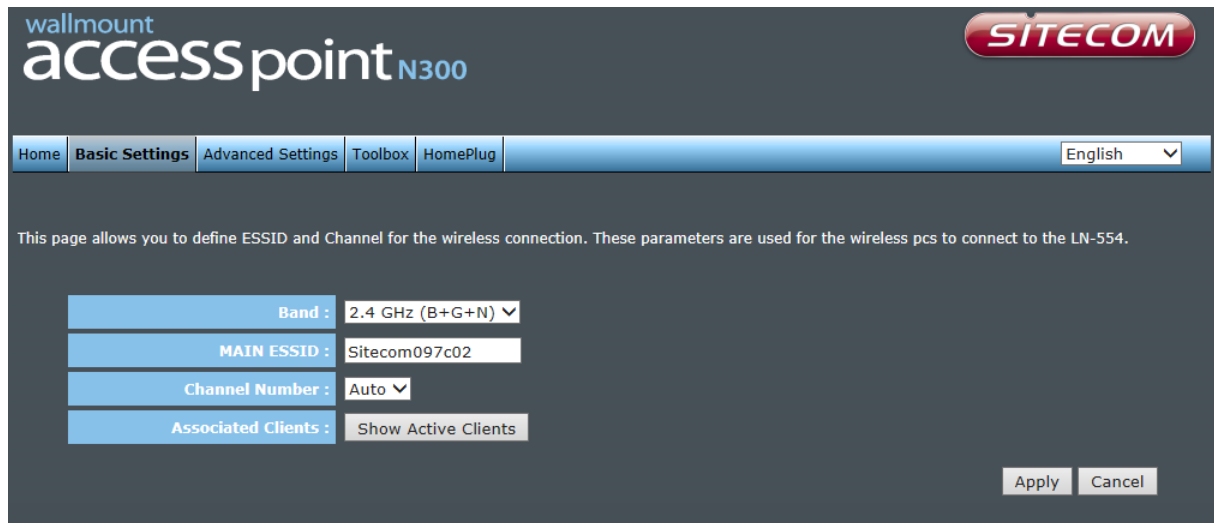 wallmount
accesspoint N300
SITECOM
Home Basic Settings Advanced Settings Toolbox HomePlug English
This page allows you to define ESSID and Channel for the wireless connection. These parameters are used for the wireless pcs to connect to the LN-554.
Band : 2.4 GHz (B+G+N)
MAIN ESSID : Sitecom097c02
Channel Number : Auto
Associated Clients : Show Active Clients
Apply Cancel